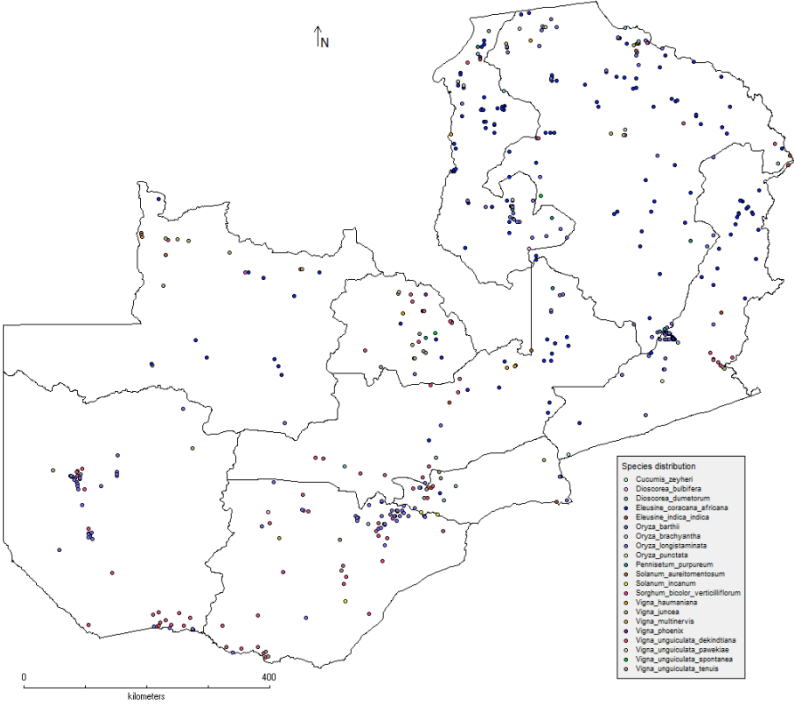 N
Species distribution
Cucumis_zeyheri
Dioscorea_bulbifera
Dioscorea_dumetorum
Eleusine_coracana_africana
Eleusine_indica_indica
Oryza_barthii
Oryza_brachyantha
Oryza_longistaminata
Oryza_punctata
Pennisetum_purpureum
Solanum_aureitomentosum
Solanum_incanum
Sorghum_bicolor_verticilliflorum
Vigna_haumaniana
Vigna_juncea
Vigna_multinervis
Vigna_phoenix
Vigna_unguiculata_dekindtiana
Vigna_unguiculata_pawekiae
Vigna_unguiculata_spontanea
Vigna_unguiculata_tenuis
0 400
kilometers